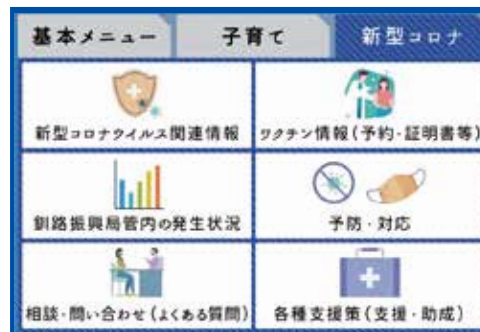 基本メニュー
子育て
新型コロナ
新型コロナウイルス関連情報
ワクチン情報(予約·証明書等)
釧路振興局管内の発生状況
予防·対応
相談·問い合わせ(よくある質問)
各種支援策(支援·助成)